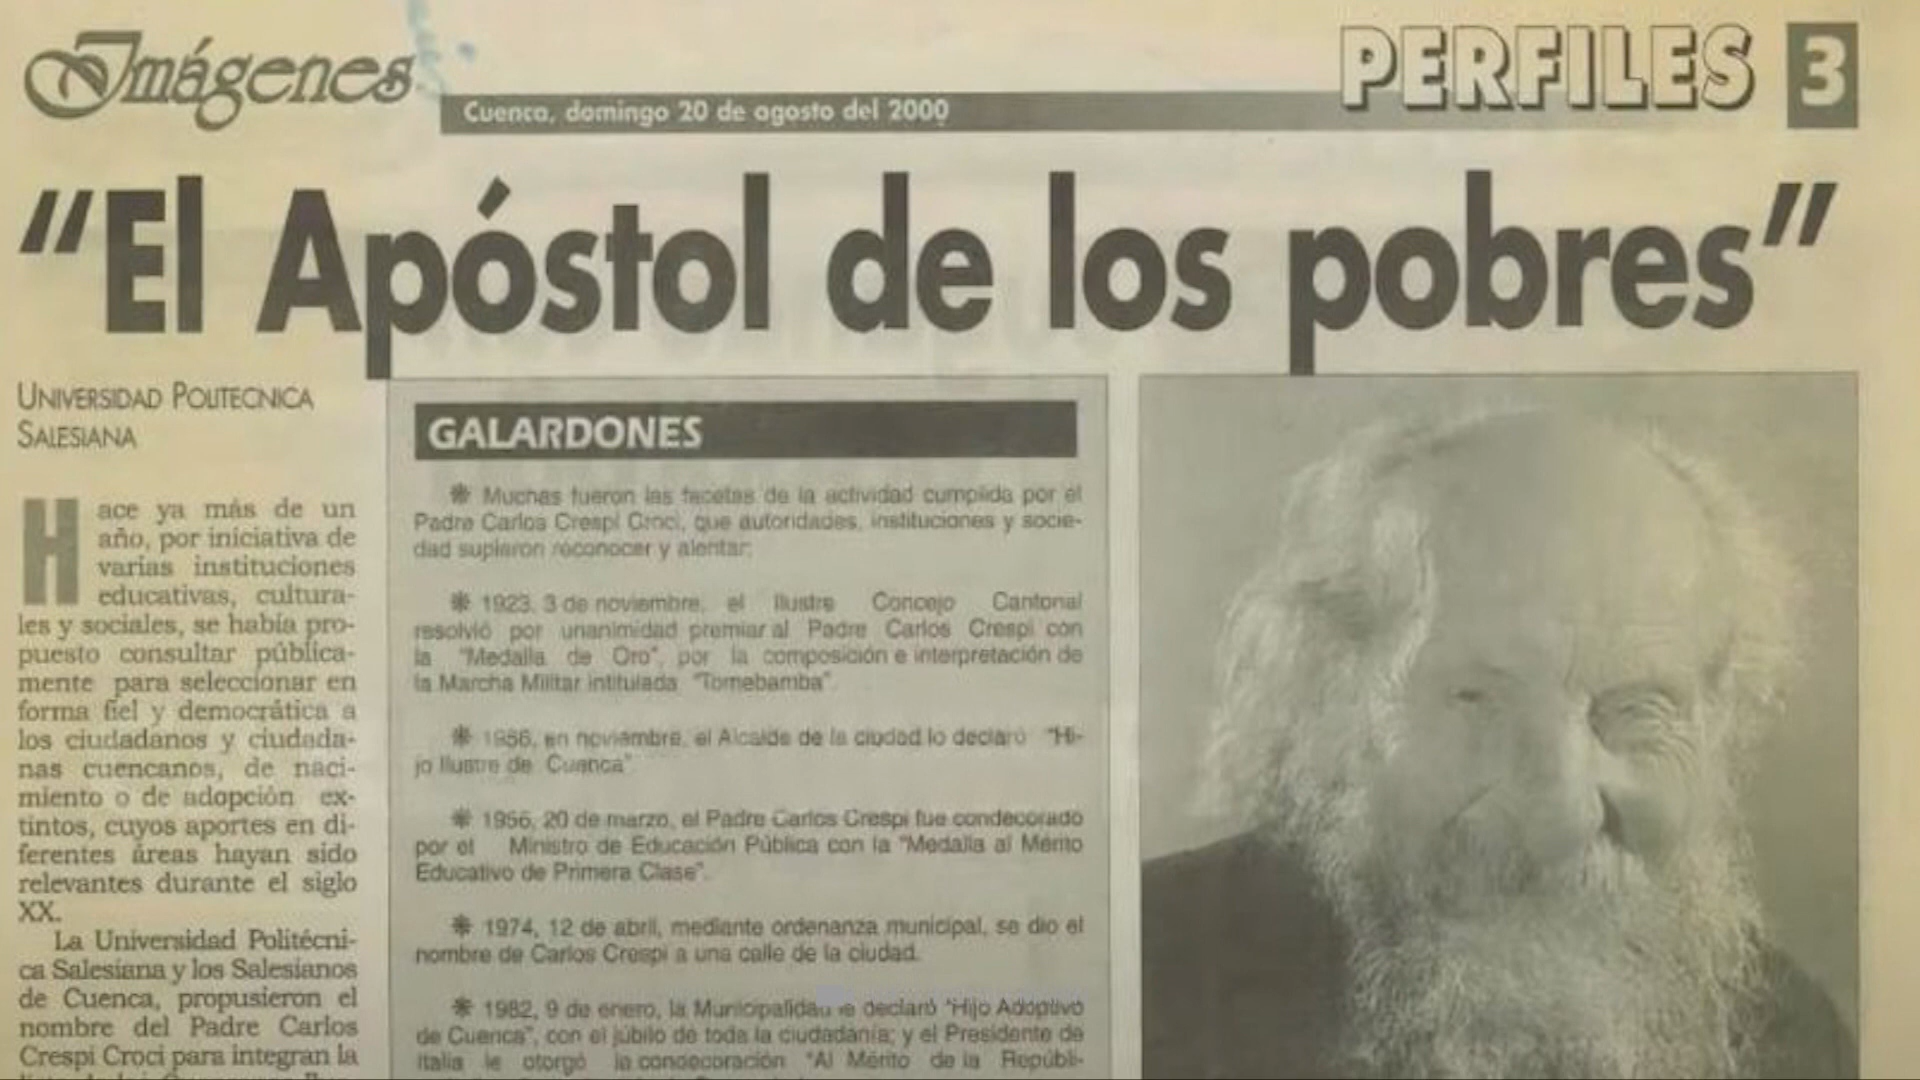 Imágenes
Cuenca, domingo 20 de agosto del 2000
PERFILES 3
“El Apóstol de los pobres”
UNIVERSIDAD POLITECNICA
SALESIANA
Hace ya más de un
año, por iniciativa de
varias instituciones
educativas, cultura-
les y sociales, se había pro-
puesto consultar pública-
mente para seleccionar en
forma fiel y democrática a
los ciudadanos y ciudada-
nas cuencanos, de naci-
miento o de adopción ex-
tintos, cuyos aportes en di-
ferentes áreas hayan sido
relevantes durante el siglo
XX.
La Universidad Politécni-
ca Salesiana y los Salesianos
de Cuenca, propusieron el
nombre del Padre Carlos
Crespi Croci para integran la
GALARDONES
* Muchas fueron las facetas de la actividad cumplida por el
Padre Carlos Crespi Croci, que autoridades, instituciones y socie-
dad supieron reconocer y alentar:
* 1923, 3 de noviembre, el Ilustre Concejo Cantonal
resolvió por unanimidad premiar al Padre Carlos Crespi con
la “Medalla de Oro”, por la composición e interpretación de
la Marcha Militar intitulada “Tomebamba”.
* en noviembre, el Alcalde de la ciudad lo declaró “Hi-
jo Ilustre de Cuenca”
* 1956, 20 de marzo, el Padre Carlos Crespi fue condecorado
por el Ministro de Educación Pública con la “Medalla al Mérito
Educativo de Primera Clase”.
* 1974, 12 de abril, mediante ordenanza municipal, se dio el
nombre de Carlos Crespi a una calle de la ciudad.
* 1982, 9 de enero, la Municipalidad le declaró “Hijo Adoptivo
de Cuenca”, con el júbilo de toda la ciudadanía; y el Presidente de
Italia le otorgó la condecoración “Al Mérito de la Repúbli-